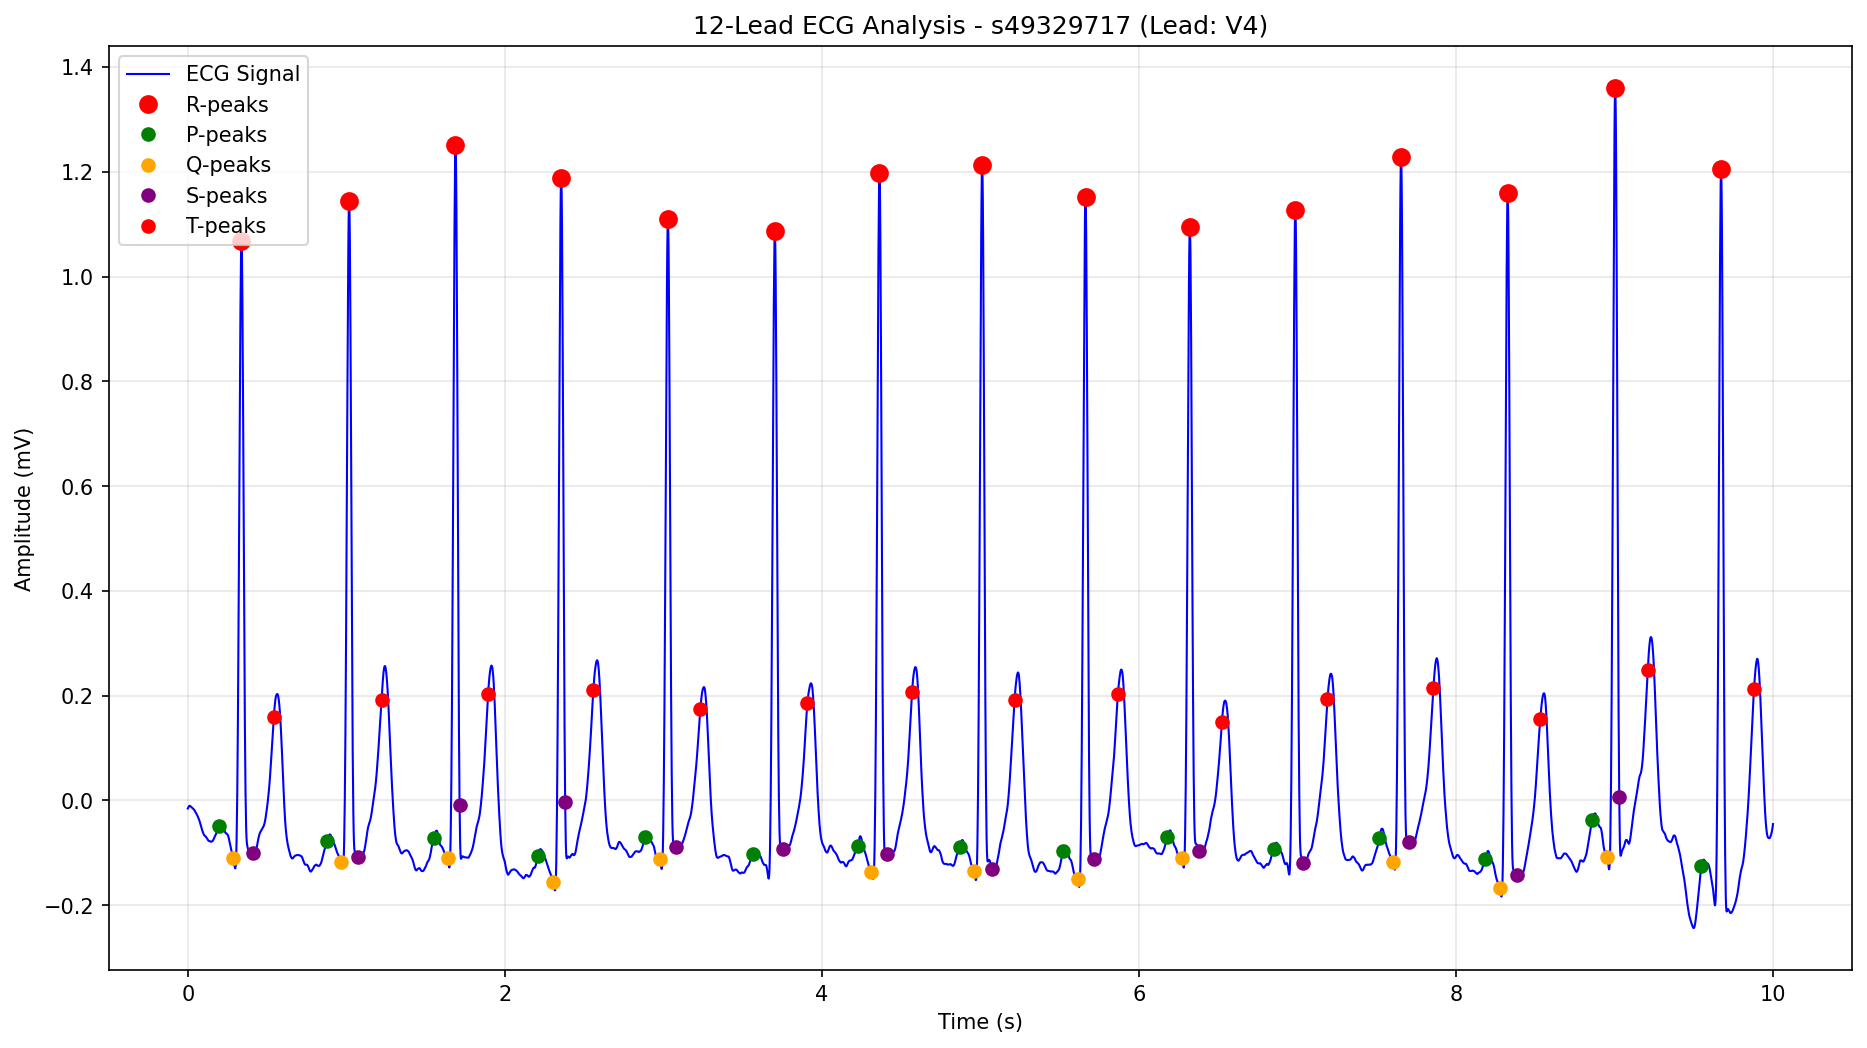 12-Lead ECG Analysis - s49329717 (Lead: V4)
ECG Signal
R-peaks
P-peaks
Q-peaks
S-peaks
T-peaks
Amplitude (mV)
1.4
1.2
1.0
0.8
0.6
0.4
0.2
0.0
−0.2
0 2 4 6 8 10
Time (s)